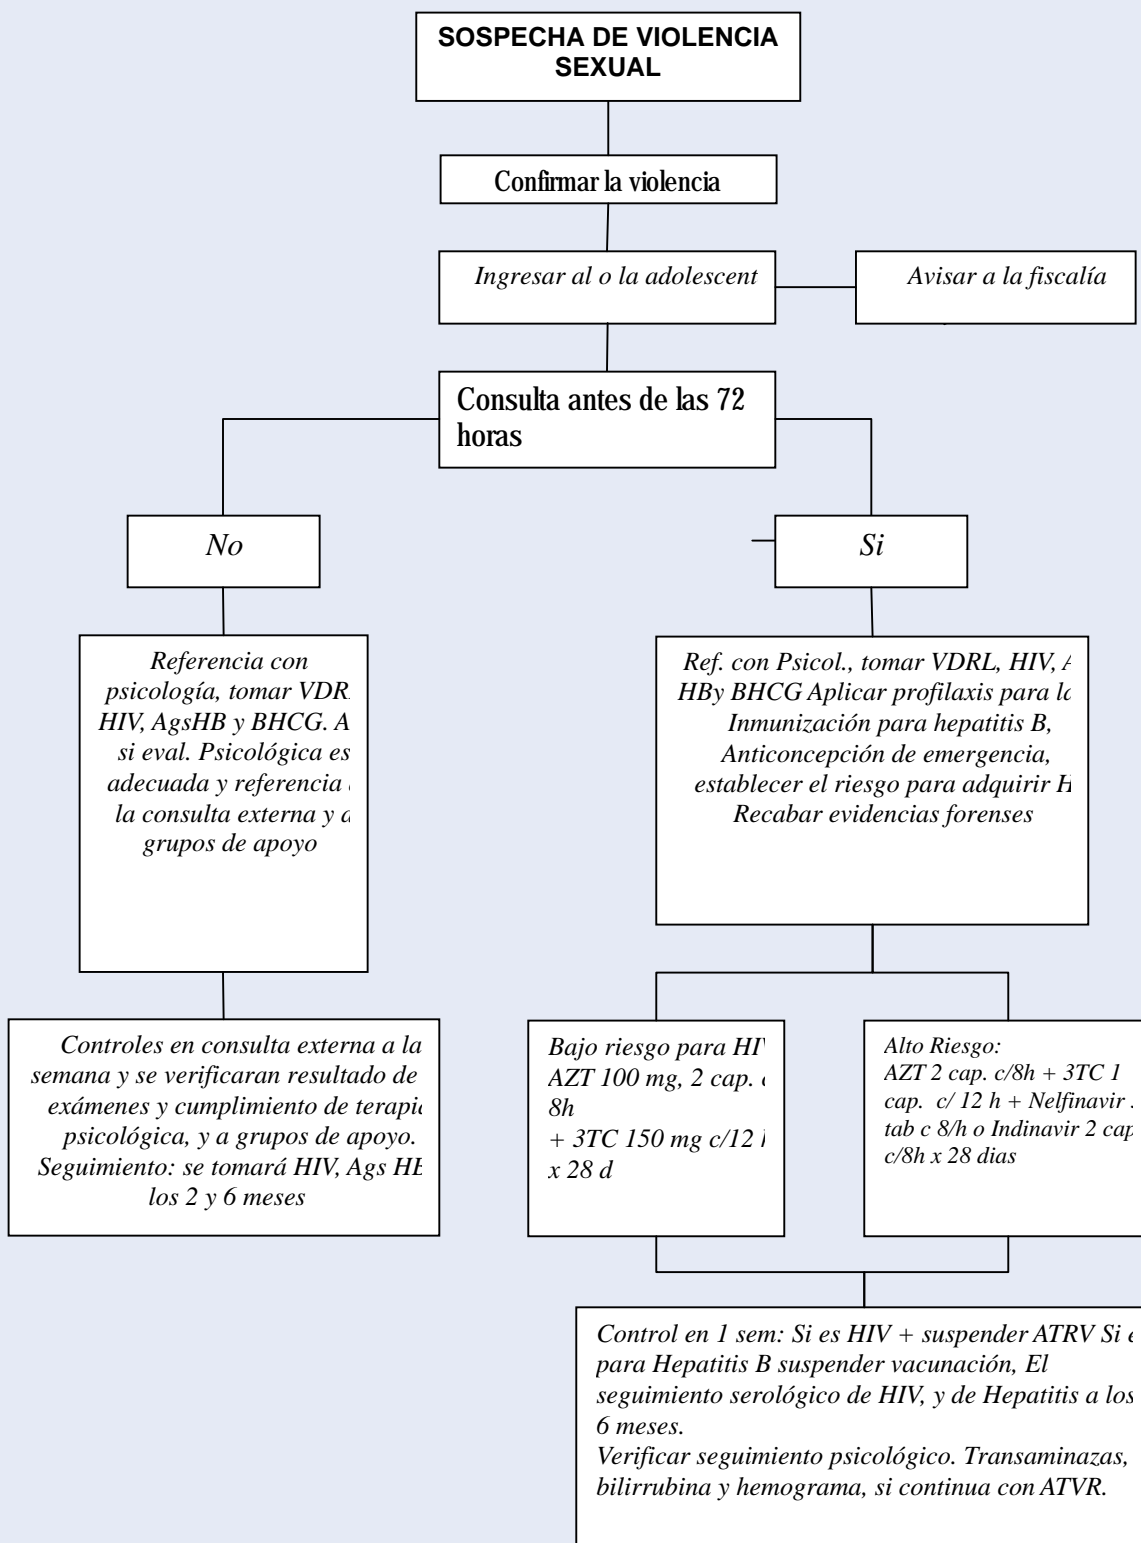 SOSPECHA DE VIOLENCIA
SEXUAL
Confirmar la violencia
Ingresar al o la adolescent
Avisar a la fiscalía
Consulta antes de las 72
horas
No
Si
Referencia con
psicología, tomar VDR
HIV, AgsHB y BHCG. A
si eval. Psicológica es
adecuada y referencia
la consulta externa y a
grupos de apoyo
Ref. con Psicol., tomar VDRL, HIV, A
HBy BHCG Aplicar profilaxis para la
Inmunización para hepatitis B,
Anticoncepción de emergencia,
establecer el riesgo para adquirir H
Recabar evidencias forenses
Controles en consulta externa a la
semana y se verificaran resultado de
exámenes y cumplimiento de terapia
psicológica, y a grupos de apoyo.
Seguimiento: se tomará HIV, Ags HB
los 2 y 6 meses
Bajo riesgo para HIV
AZT 100 mg, 2 cap. c
8h
+ 3TC 150 mg c/12 h
x 28 d
Alto Riesgo:
AZT 2 cap. c/8h + 3TC 1
cap. c/ 12 h + Nelfinavir
tab c 8/h o Indinavir 2 cap
c/8h x 28 dias
Control en 1 sem: Si es HIV + suspender ATRV Si e
para Hepatitis B suspender vacunación, El
seguimiento serológico de HIV, y de Hepatitis a los
6 meses.
Verificar seguimiento psicológico. Transaminazas,
bilirrubina y hemograma, si continua con ATVR.